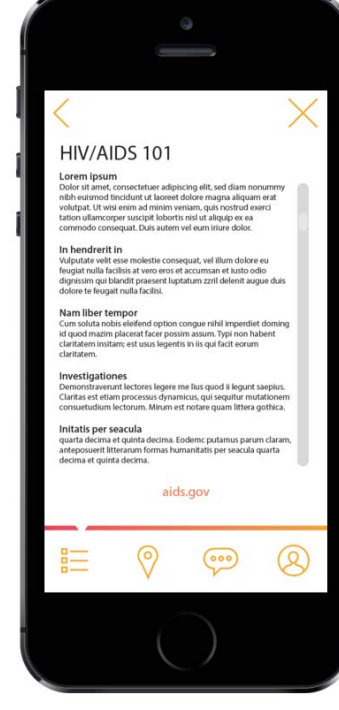 HIV/AIDS 101
Lorem ipsum
Dolor sit amet, consectetuer adipiscing elit, sed diam nonummy
nibh euismod tincidunt ut laoreet dolore magna aliquam erat
volutpat. Ut wisi enim ad minim veniam, quis nostrud exerci
tation ullamcorper suscipit lobortis nisl ut aliquip ex ea
commodo consequat. Duis autem vel eum iriure dolor.
In hendrerit in
Vulputate velit esse molestie consequat, vel illum dolore eu
feugiat nulla facilisis at vero eros et accumsan et iusto odio
dignissim qui blandit praesent luptatum zzril delenit augue duis
dolore te feugait nulla facilisi.
Nam liber tempor
Cum soluta nobis eleifend option congue nihil imperdiet doming
id quod mazim placerat facer possim assum. Typi non habent
claritatem insitam; est usus legentis in iis qui facit eorum
claritatem.
Investigationes
Demonstraverunt lectores legere me lius quod ii legunt saepius.
Claritas est etiam processus dynamicus, qui sequitur mutationem
consuetudium lectorum. Mirum est notare quam littera gothica.
Initatis per seacula
quarta decima et quinta decima. Eodemc putamus parum claram,
anteposuerit litterarum formas humanitatis per seacula quarta
decima et quinta decima.
aids.gov